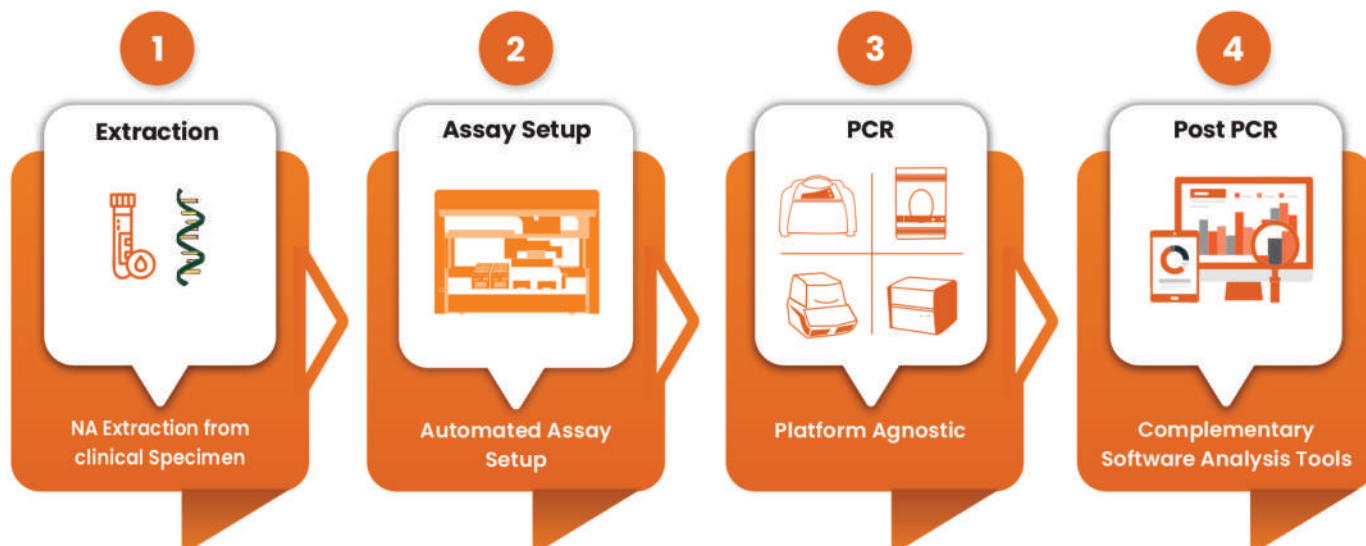 1
2
3
4
Extraction
Assay Setup
PCR
Post PCR
NA Extraction from
clinical Specimen
Automated Assay
Setup
Platform Agnostic
Complementary
Software Analysis Tools